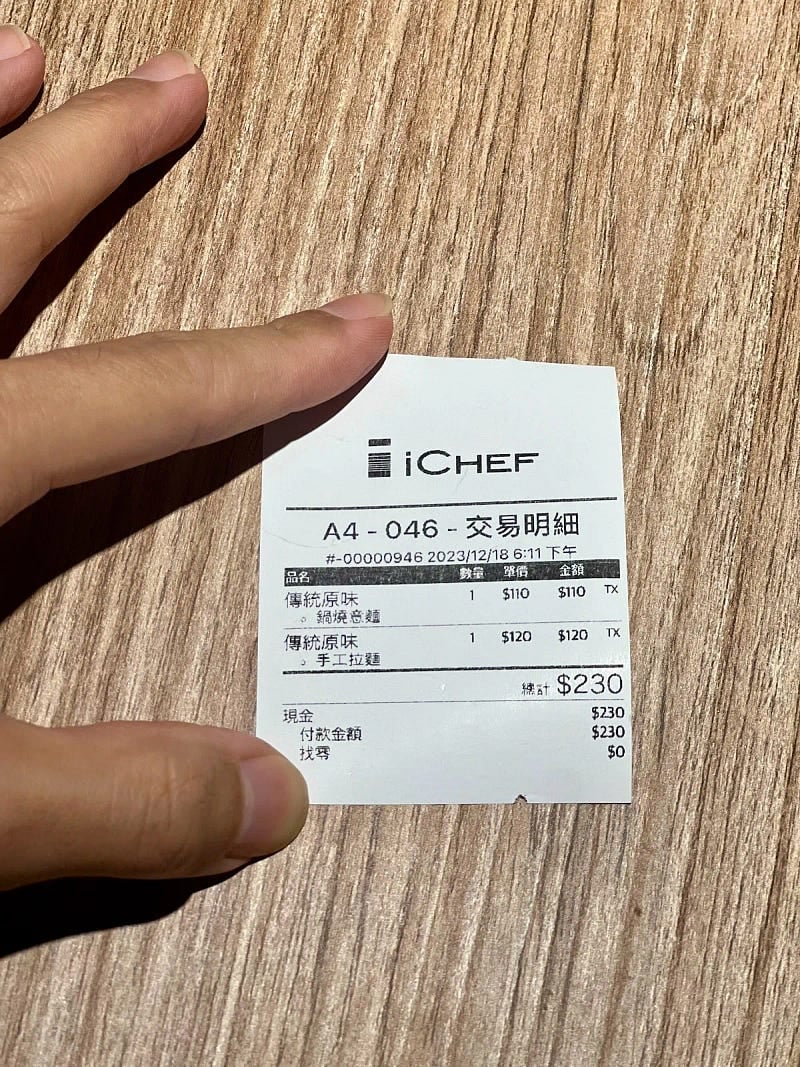 iCHEF
A4 - 046 - 交易明細
#-00000946 2023/12/18 6:11 下午
品名 數量 單價 金額
傳統原味 1 $110 $110 TX
。鍋燒意麵
傳統原味 1 $120 $120 TX
。手工拉麵
總計 $230
現金 $230
付款金額 $230
找零 $0